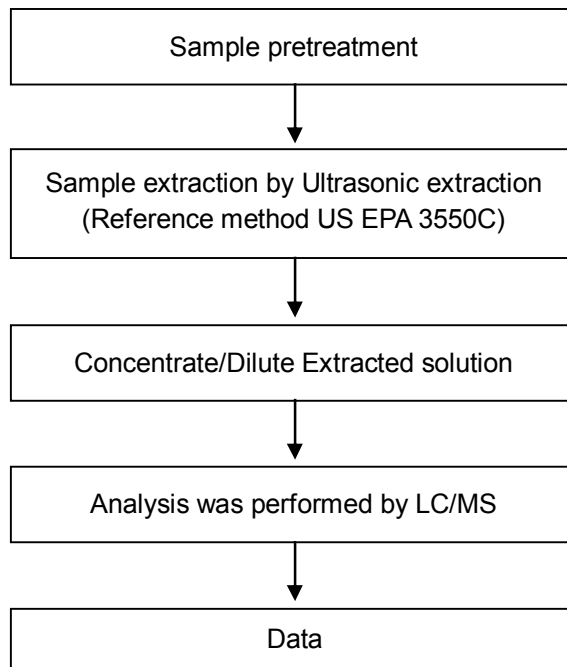 Sample pretreatment
Sample extraction by Ultrasonic extraction
(Reference method US EPA 3550C)
Concentrate/Dilute Extracted solution
Analysis was performed by LC/MS
Data